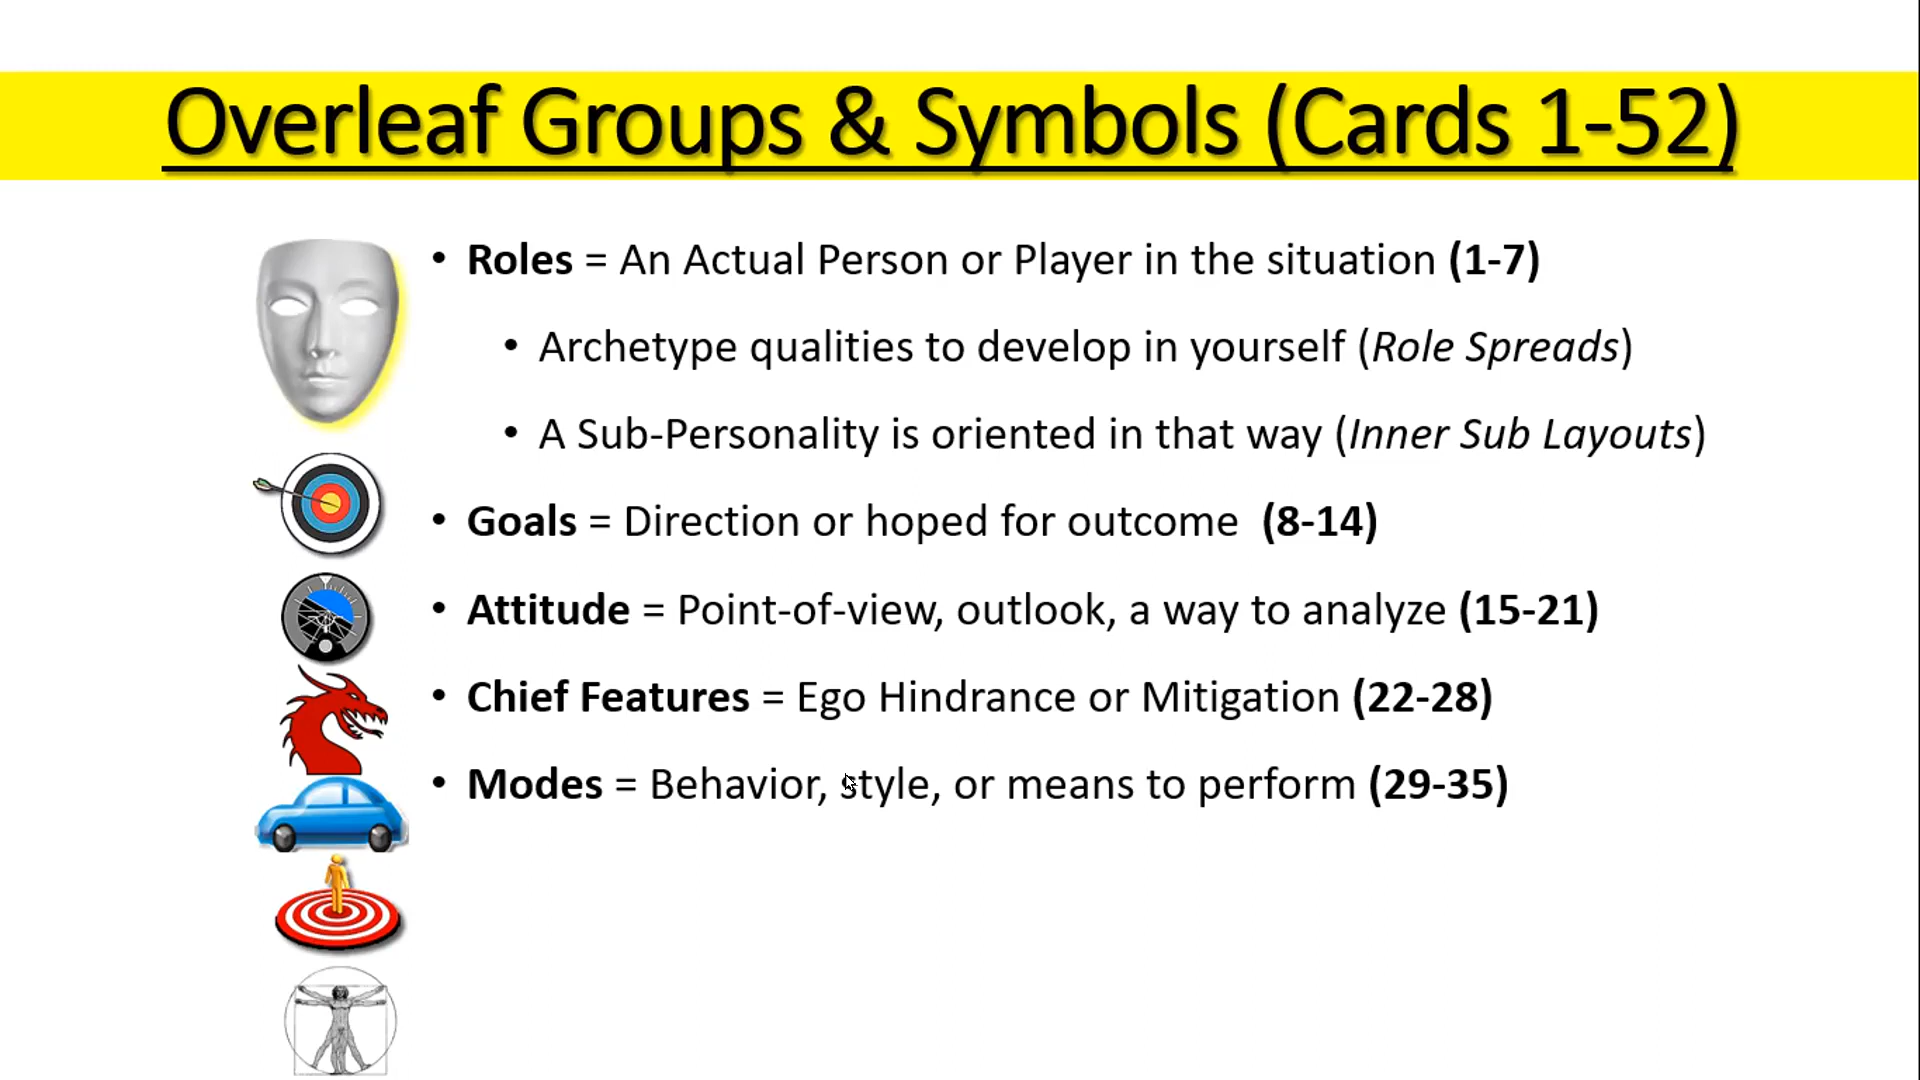 Overleaf Groups & Symbols (Cards 1-52)
• Roles = An Actual Person or Player in the situation (1-7)
• Archetype qualities to develop in yourself (Role Spreads)
• A Sub-Personality is oriented in that way (Inner Sub Layouts)
• Goals = Direction or hoped for outcome (8-14)
• Attitude = Point-of-view, outlook, a way to analyze (15-21)
• Chief Features = Ego Hindrance or Mitigation (22-28)
• Modes = Behavior, style, or means to perform (29-35)